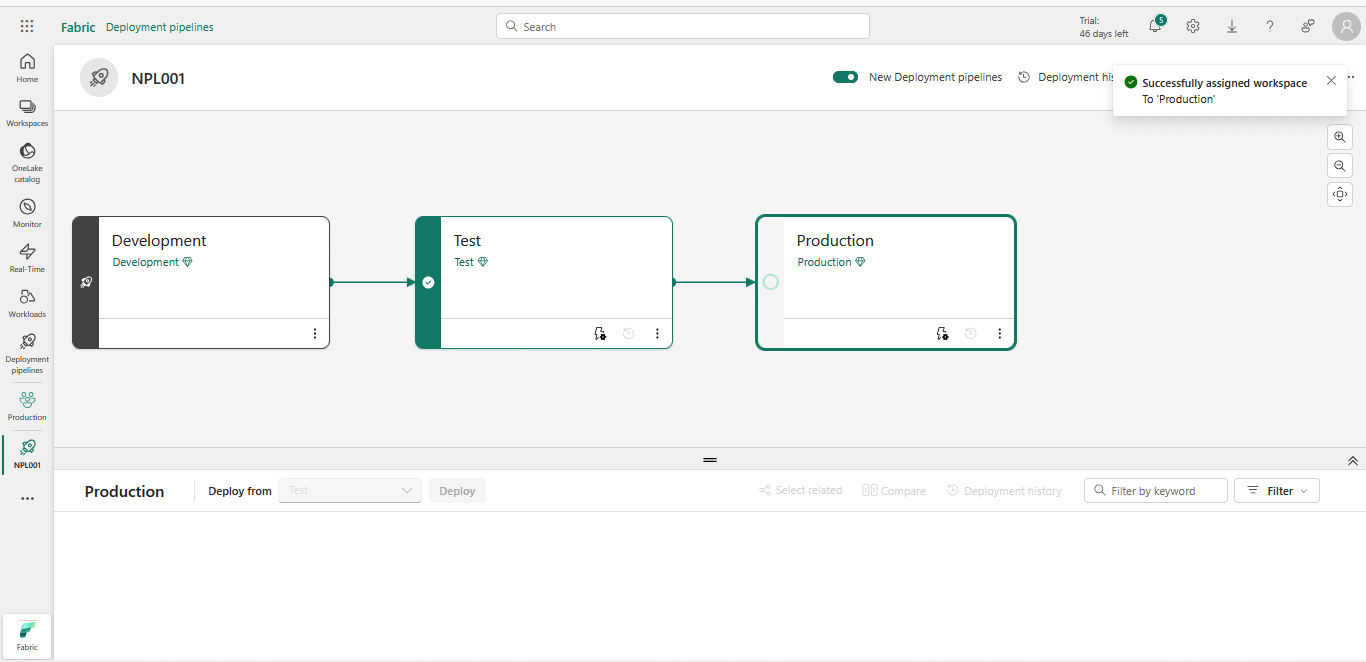 Fabric
Deployment pipelines
Search
Trial:
46 days left
5
Home
Workspaces
OneLake
catalog
Monitor
Real-Time
Workloads
Deployment
pipelines
Production
NPL001
Fabric
NPL001
New Deployment pipelines
Deployment his
Successfully assigned workspace
To 'Production'
Development
Development
Test
Test
Production
Production
Production
Deploy from
Test
Deploy
Select related
Compare
Deployment history
Filter by keyword
Filter